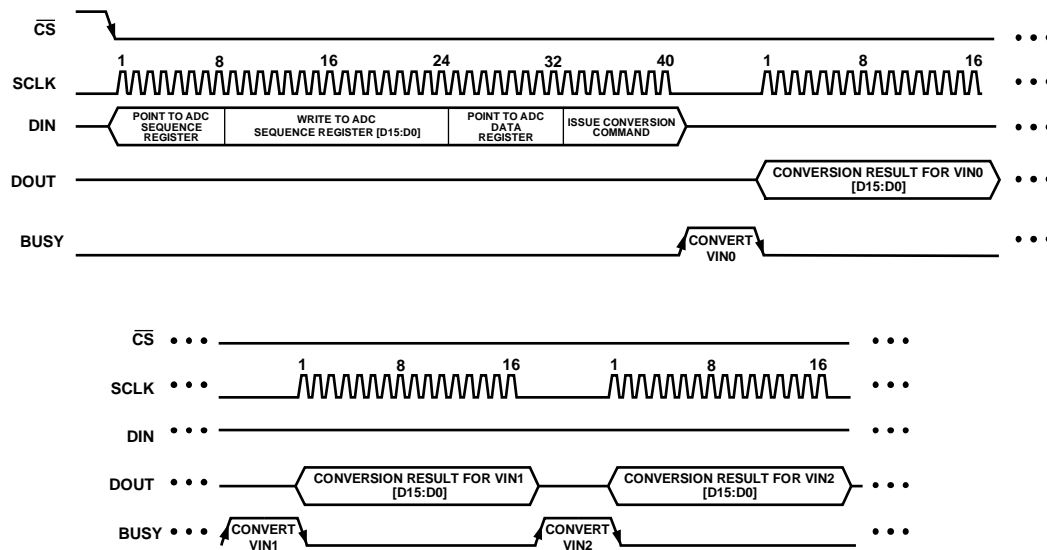 CS
1 8 16 24 32 40 1 8 16
SCLK
DIN
POINT TO ADC
SEQUENCE
REGISTER
WRITE TO ADC
SEQUENCE REGISTER [D15:D0]
POINT TO ADC
DATA
REGISTER
ISSUE CONVERSION
COMMAND
DOUT
CONVERSION RESULT FOR VIN0
[D15:D0]
BUSY
CONVERT
VIN0
CS
1 8 16 1 8 16
SCLK
DIN
DOUT
CONVERSION RESULT FOR VIN1
[D15:D0]
CONVERSION RESULT FOR VIN2
[D15:D0]
BUSY
CONVERT
VIN1
CONVERT
VIN2